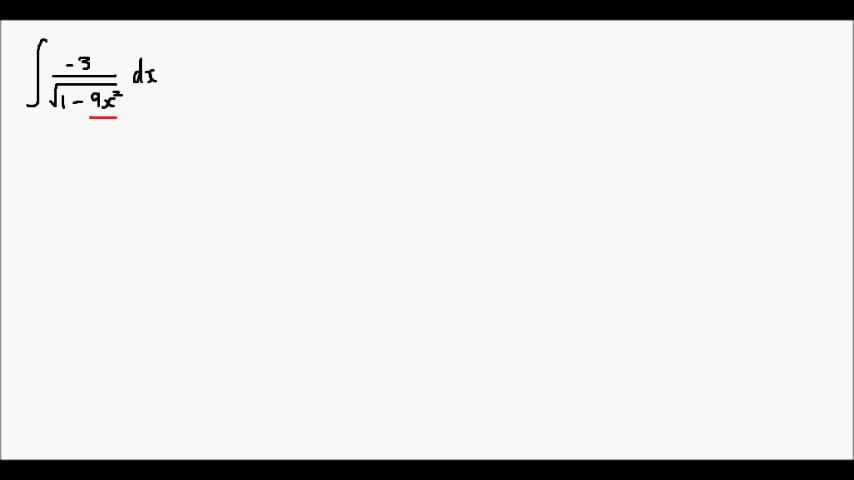 ∫ -3/√(1 - 9x²) dx